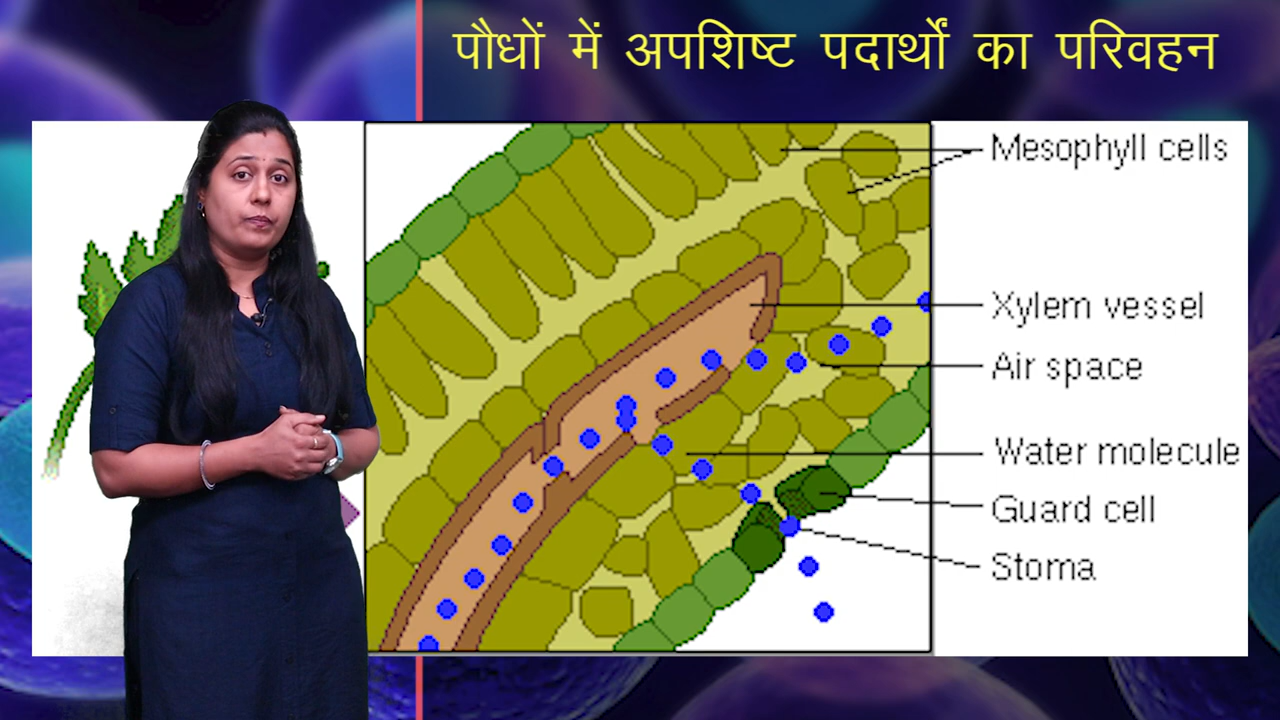 पौधों में अपशिष्ट पदार्थों का परिवहन
Mesophyll cells
Xylem vessel
Air space
Water molecule
Guard cell
Stoma